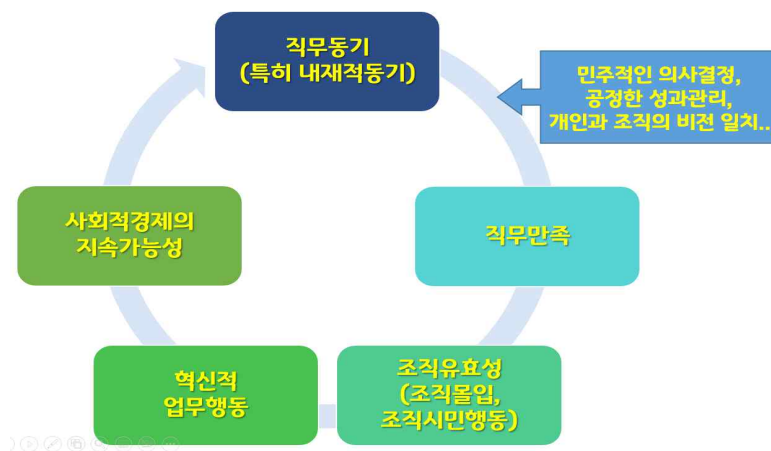 직무동기
(특히 내재적동기)
민주적인 의사결정,
공정한 성과관리,
개인과 조직의 비전 일치..
직무만족
조직유효성
(조직몰입,
조직시민행동)
혁신적
업무행동
사회적경제의
지속가능성